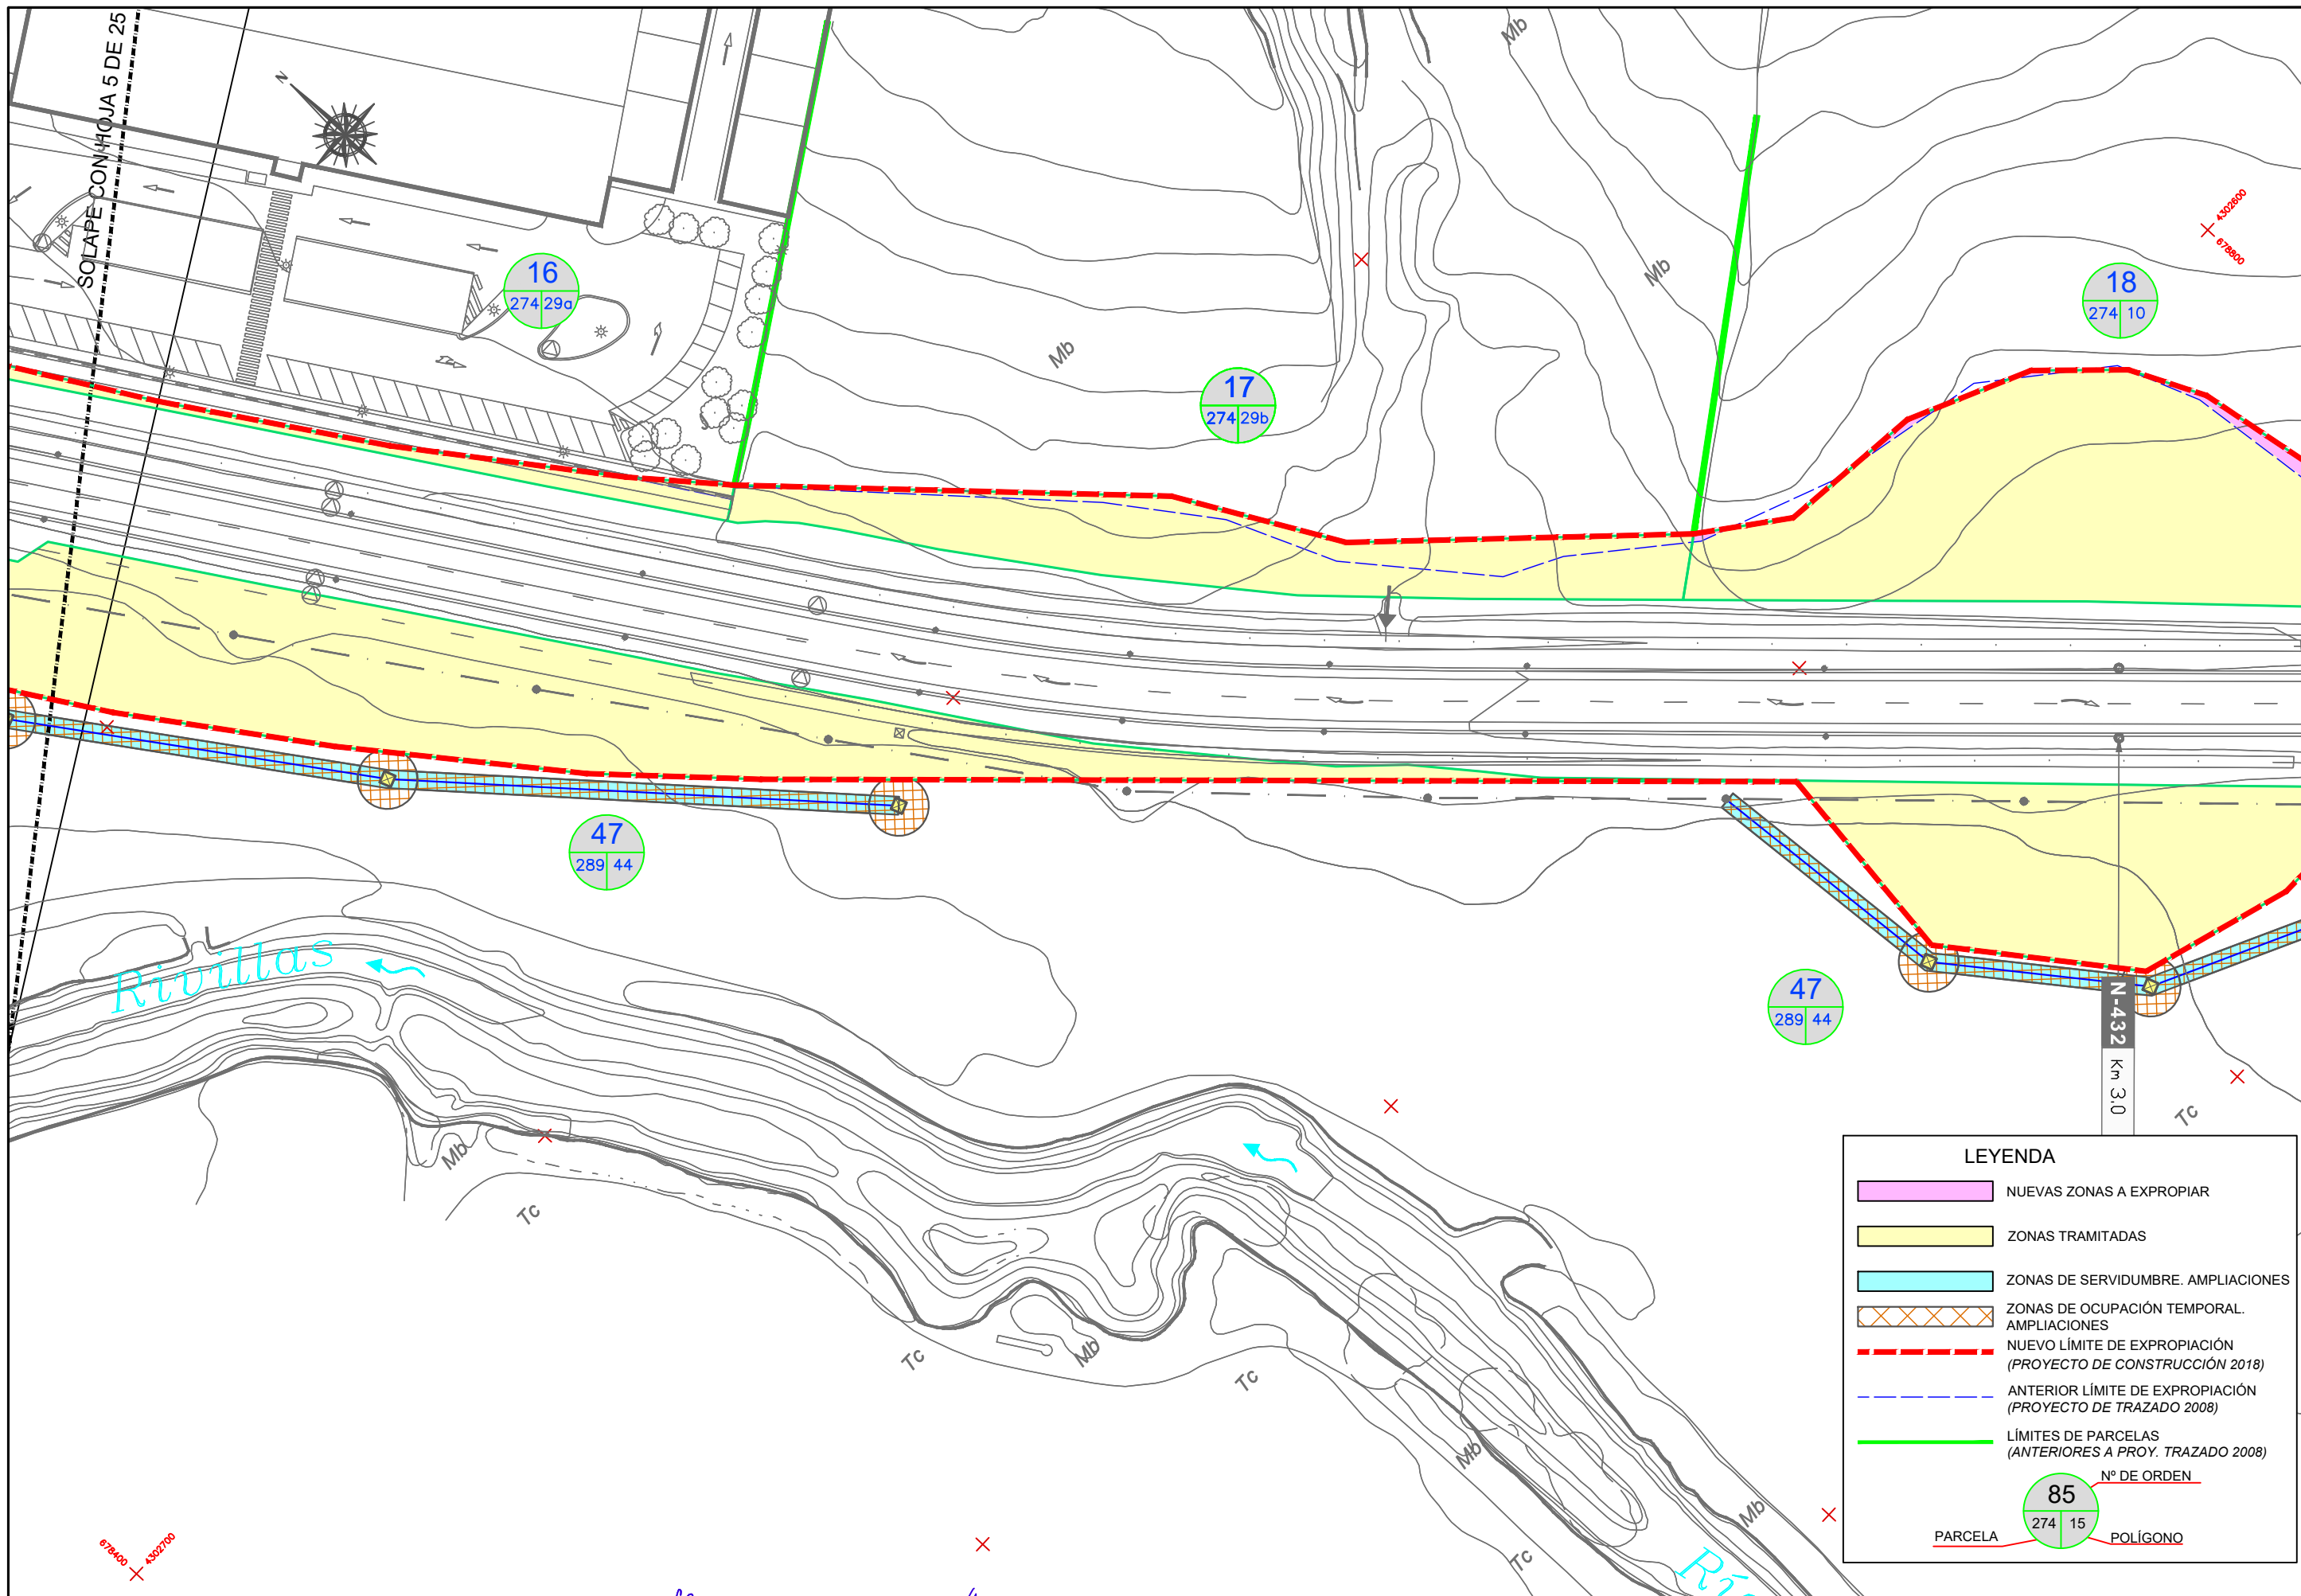 SOLAPE CON HOJA 5 DE 25
N
Mb
4302600
678800
Mb
16
274 29a
18
274 10
Mb
17
274 29b
47
289 44
Rivillas
47
289 44
N-432
Km 3,0
Mb
Tc
Tc
Tc
Mb
Tc
Mb
Mb
Tc
678400
4302700
LEYENDA
NUEVAS ZONAS A EXPROPIAR
ZONAS TRAMITADAS
ZONAS DE SERVIDUMBRE. AMPLIACIONES
ZONAS DE OCUPACIÓN TEMPORAL.
AMPLIACIONES
NUEVO LÍMITE DE EXPROPIACIÓN
(PROYECTO DE CONSTRUCCIÓN 2018)
ANTERIOR LÍMITE DE EXPROPIACIÓN
(PROYECTO DE TRAZADO 2008)
LÍMITES DE PARCELAS
(ANTERIORES A PROY. TRAZADO 2008)
Nº DE ORDEN
85
274 15
PARCELA
POLÍGONO